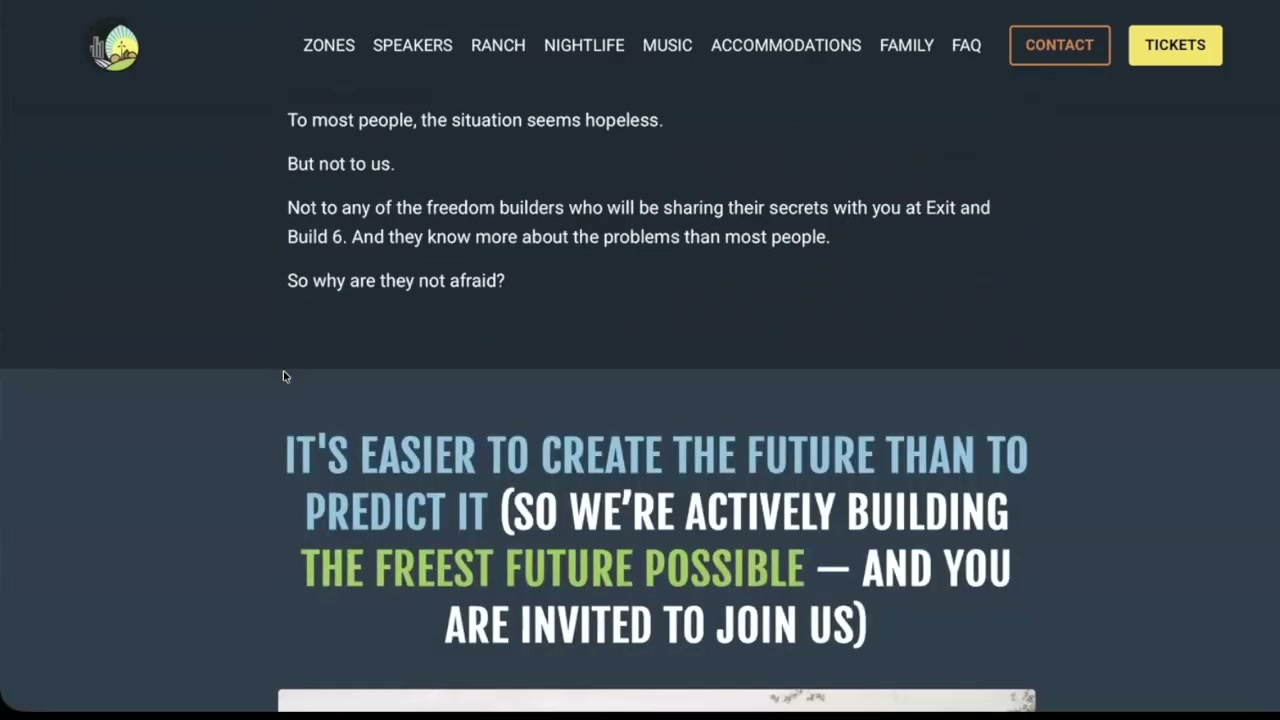 ZONES SPEAKERS RANCH NIGHTLIFE MUSIC ACCOMMODATIONS FAMILY FAQ CONTACT TICKETS
To most people, the situation seems hopeless.
But not to us.
Not to any of the freedom builders who will be sharing their secrets with you at Exit and
Build 6. And they know more about the problems than most people.
So why are they not afraid?
IT'S EASIER TO CREATE THE FUTURE THAN TO
PREDICT IT (SO WE’RE ACTIVELY BUILDING
THE FREEST FUTURE POSSIBLE — AND YOU
ARE INVITED TO JOIN US)